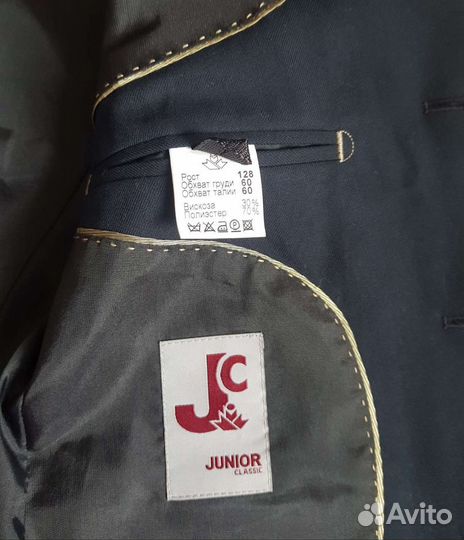 Рост 128
Обхват груди 60
Обхват талии 60
Вискоза 30%
Полиэстер 70%
JC
JUNIOR
CLASSIC
Avito